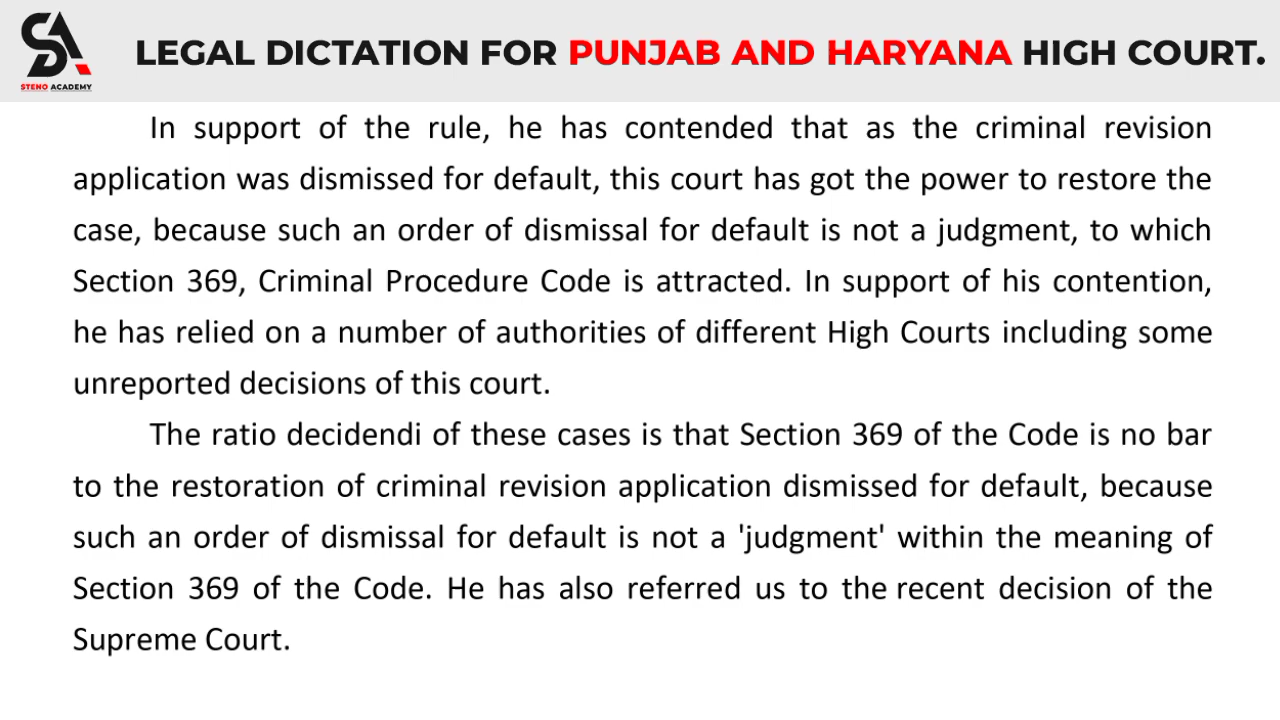 LEGAL DICTATION FOR PUNJAB AND HARYANA HIGH COURT.
SA
STENO ACADEMY
In support of the rule, he has contended that as the criminal revision
application was dismissed for default, this court has got the power to restore the
case, because such an order of dismissal for default is not a judgment, to which
Section 369, Criminal Procedure Code is attracted. In support of his contention,
he has relied on a number of authorities of different High Courts including some
unreported decisions of this court.
The ratio decidendi of these cases is that Section 369 of the Code is no bar
to the restoration of criminal revision application dismissed for default, because
such an order of dismissal for default is not a 'judgment' within the meaning of
Section 369 of the Code. He has also referred us to the recent decision of the
Supreme Court.